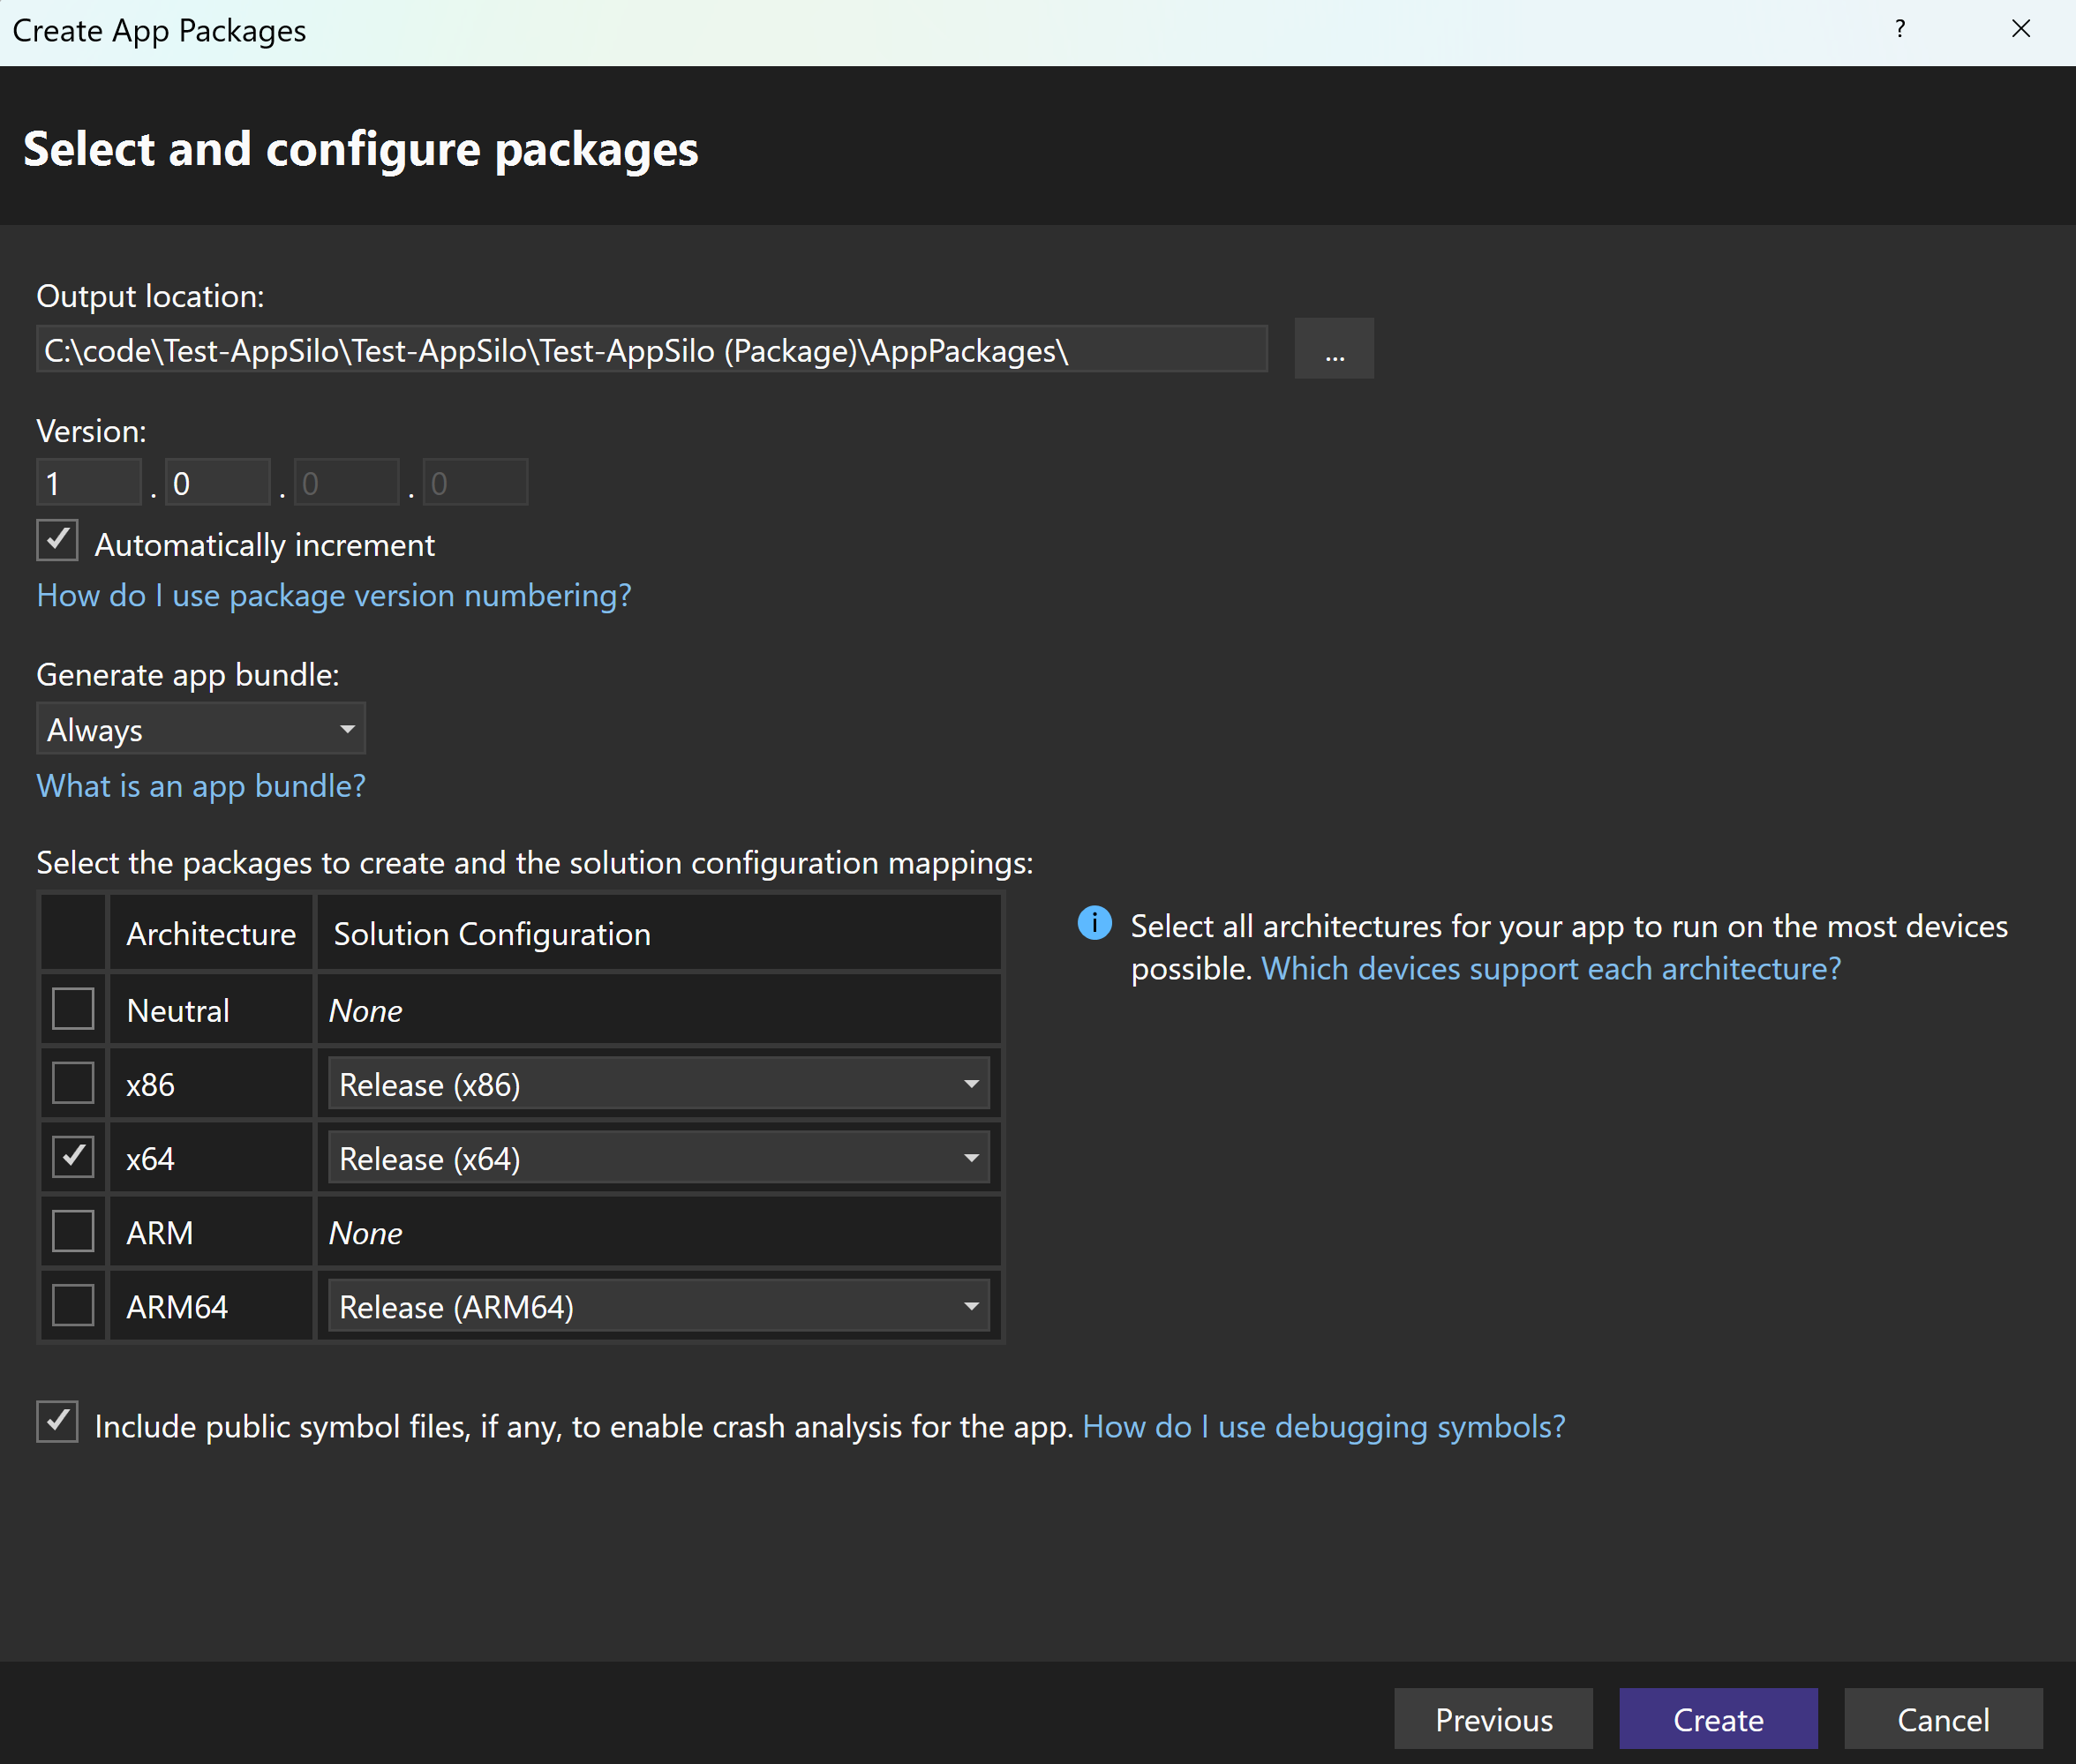 Create App Packages ?
Select and configure packages
Output location:
C:\code\Test-AppSilo\Test-AppSilo\Test-AppSilo (Package)\AppPackages\ ...
Version:
1 . 0 . 0 . 0
Automatically increment
How do I use package version numbering?
Generate app bundle:
Always
What is an app bundle?
Select the packages to create and the solution configuration mappings:
Architecture Solution Configuration
Neutral None
x86 Release (x86)
x64 Release (x64)
ARM None
ARM64 Release (ARM64)
Select all architectures for your app to run on the most devices
possible. Which devices support each architecture?
Include public symbol files, if any, to enable crash analysis for the app. How do I use debugging symbols?
Previous Create Cancel